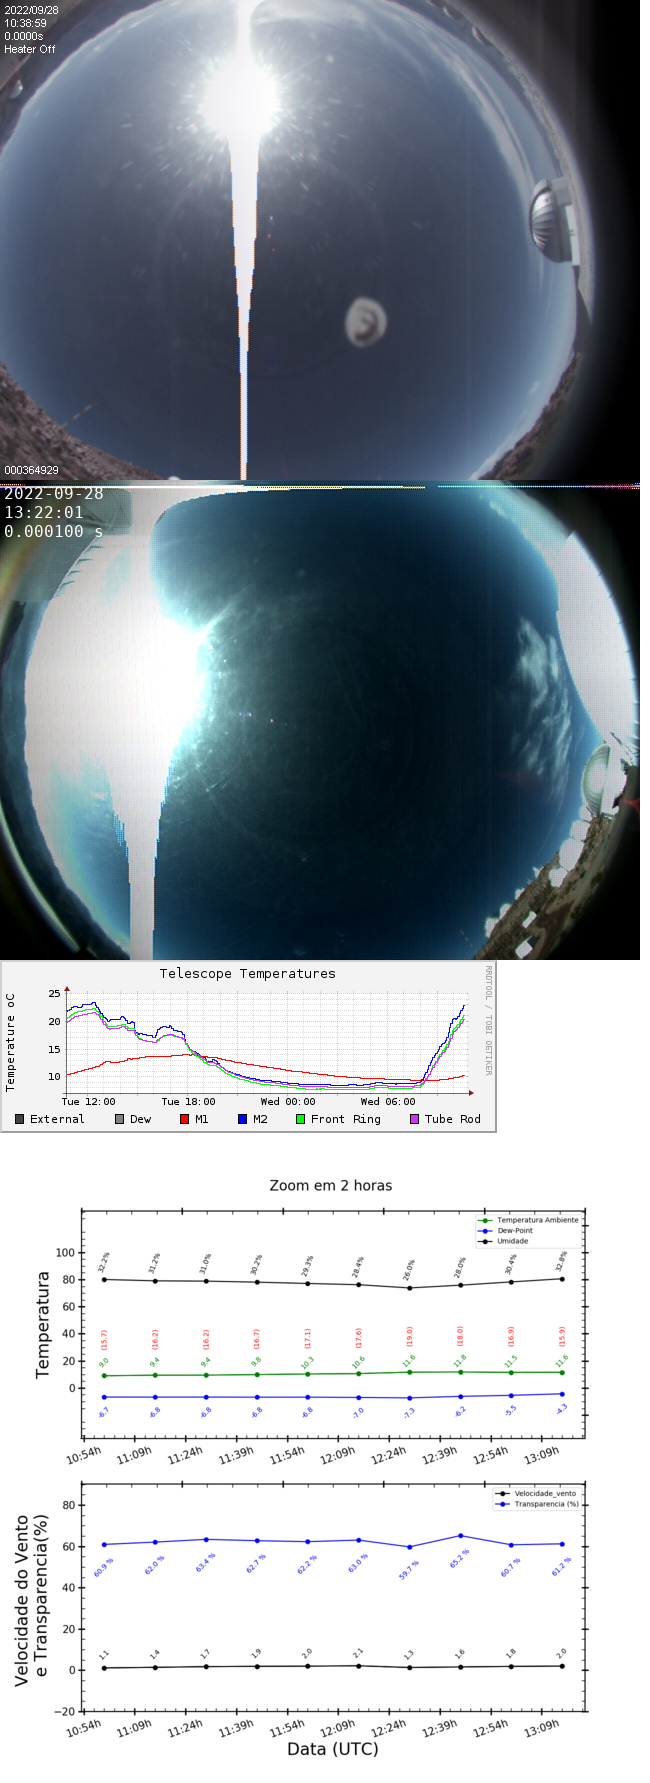 2022/09/28
10:38:59
0.0000s
Heater Off
000364929
2022-09-28
13:22:01
0.000100 s
Telescope Temperatures
RRDTOOL / TOBI OETIKER
Temperature oC
25
20
15
10
Tue 12:00 Tue 18:00 Wed 00:00 Wed 06:00
External Dew M1 M2 Front Ring Tube Rod
Zoom em 2 horas
Temperatura Ambiente
Dew-Point
Umidade
Temperatura
100
80
60
40
20
0
32.2% 31.2% 31.0% 30.2% 29.3% 28.4% 26.0% 28.0% 30.4% 32.8%
(15.7) (16.2) (16.2) (16.7) (17.1) (17.6) (19.0) (18.0) (16.9) (15.9)
9.0 9.4 9.4 9.8 10.3 10.6 11.6 11.8 11.5 11.6
-6.7 -6.8 -6.8 -6.8 -6.8 -7.0 -7.3 -6.2 -5.5 -4.3
10:54h 11:09h 11:24h 11:39h 11:54h 12:09h 12:24h 12:39h 12:54h 13:09h
Velocidade_vento
Transparencia (%)
Velocidade do Vento
e Transparencia(%)
80
60
40
20
0
−20
60.9 % 62.0 % 63.4 % 62.7 % 62.2 % 63.0 % 59.7 % 65.2 % 60.7 % 61.2 %
1.1 1.4 1.7 1.9 2.0 2.1 1.3 1.6 1.8 2.0
10:54h 11:09h 11:24h 11:39h 11:54h 12:09h 12:24h 12:39h 12:54h 13:09h
Data (UTC)